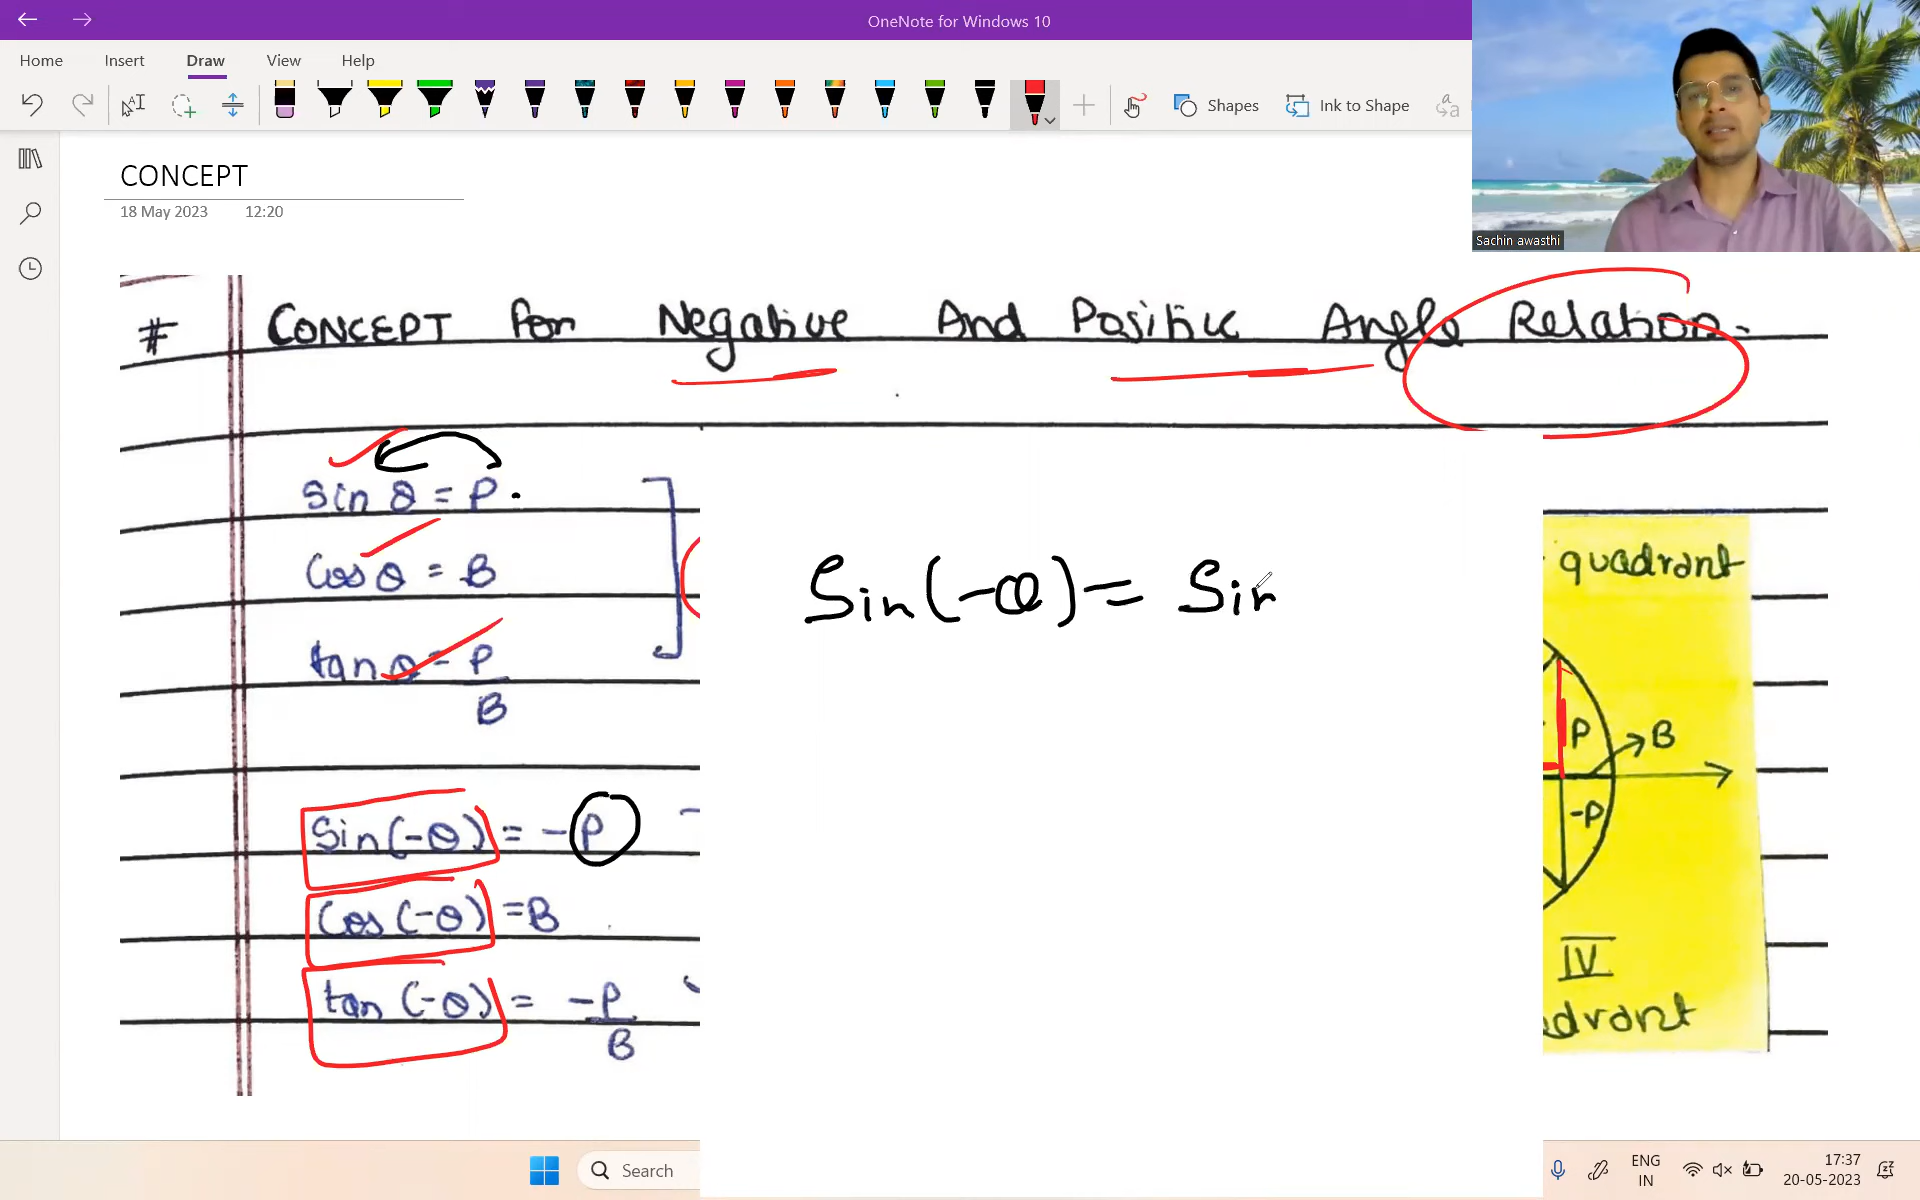 OneNote for Windows 10
Home Insert Draw View Help
Shapes Ink to Shape
CONCEPT
18 May 2023 12:20
Sachin awasthi
# CONCEPT For Negative And Positive Angle Relation.
Sin θ = P
Cos θ = B
tan θ = P
B
Sin(-θ) = Sin
quadrant
P
B
-P
Sin(-θ) = -P
Cos(-θ) = B
tan(-θ) = -P
B
IV
adrant
Search
ENG
IN
17:37
20-05-2023